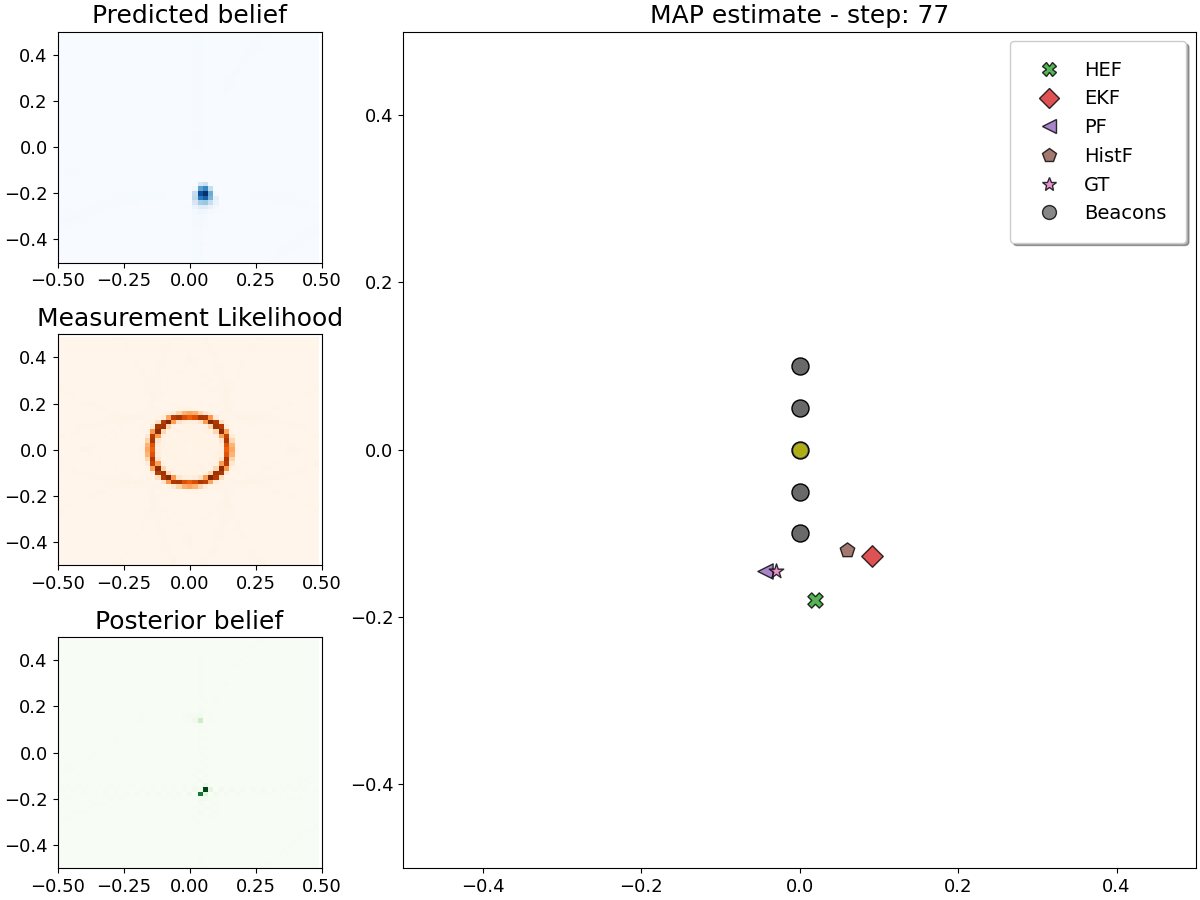 Predicted belief
0.4
0.2
0.0
−0.2
−0.4
−0.50 −0.25 0.00 0.25 0.50
Measurement Likelihood
0.4
0.2
0.0
−0.2
−0.4
−0.50 −0.25 0.00 0.25 0.50
Posterior belief
0.4
0.2
0.0
−0.2
−0.4
−0.50 −0.25 0.00 0.25 0.50
MAP estimate - step: 77
0.4
0.2
0.0
−0.2
−0.4
−0.4 −0.2 0.0 0.2 0.4
HEF
EKF
PF
HistF
GT
Beacons